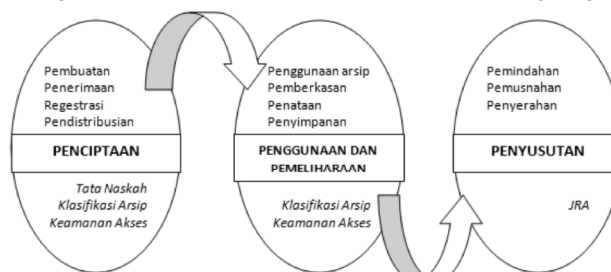 Pembuatan
Penerimaan
Regestrasi
Pendistribusian
PENCIPTAAN
Tata Naskah
Klasifikasi Arsip
Keamanan Akses
Penggunaan arsip
Pemberkasan
Penataan
Penyimpanan
PENGGUNAAN DAN
PEMELIHARAAN
Klasifikasi Arsip
Keamanan Akses
Pemindahan
Pemusnahan
Penyerahan
PENYUSUTAN
JRA